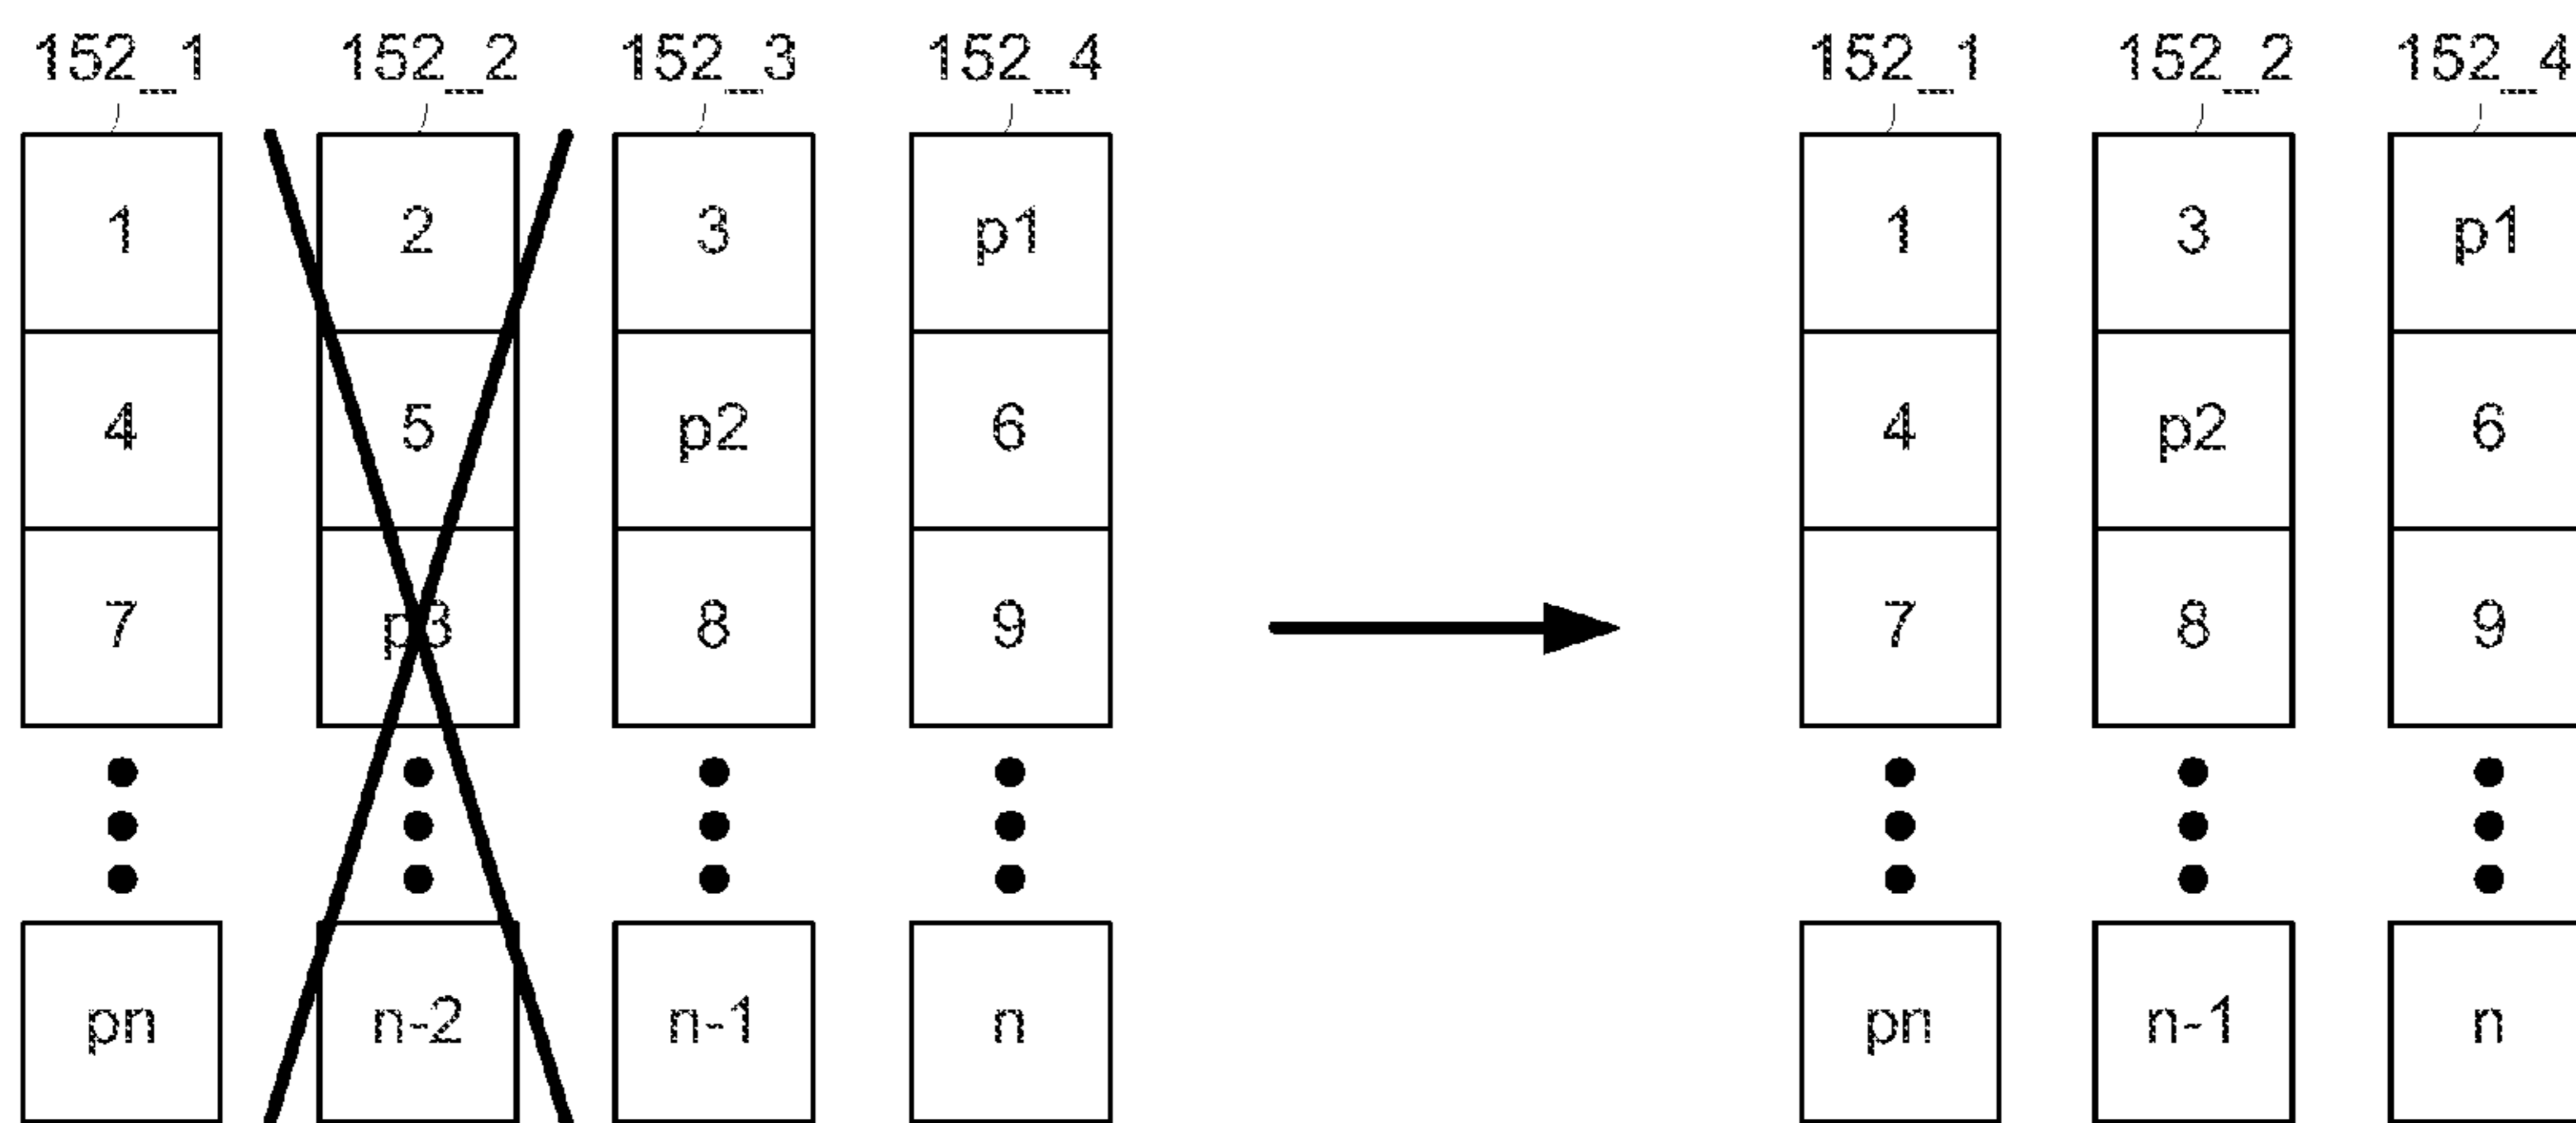 152_1 152_2 152_3 152_4 152_1 152_2 152_4
1 2 3 p1 1 3 p1
4 5 p2 6 4 p2 6
7 p3 8 9 7 8 9
pn n-2 n-1 n pn n-1 n